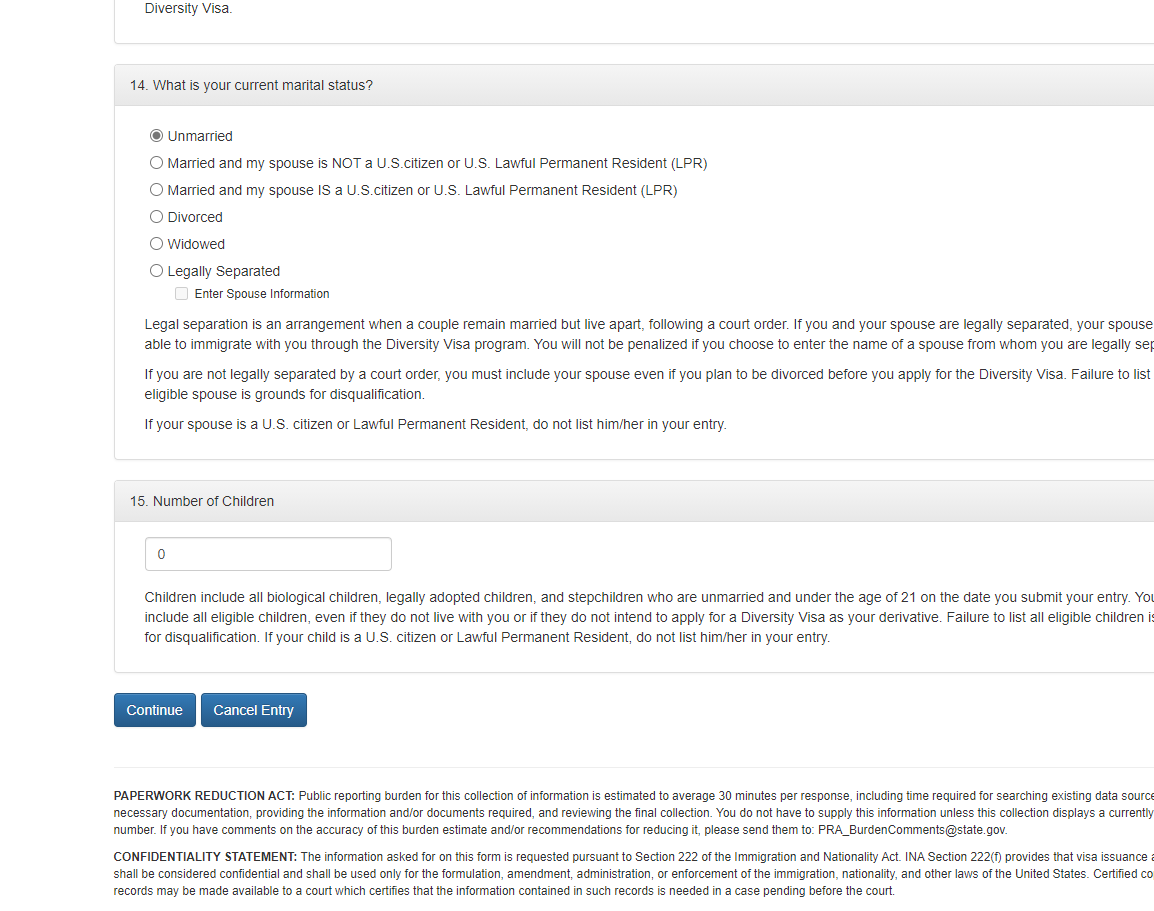 Diversity Visa.
14. What is your current marital status?
Unmarried
Married and my spouse is NOT a U.S.citizen or U.S. Lawful Permanent Resident (LPR)
Married and my spouse IS a U.S.citizen or U.S. Lawful Permanent Resident (LPR)
Divorced
Widowed
Legally Separated
Enter Spouse Information
Legal separation is an arrangement when a couple remain married but live apart, following a court order. If you and your spouse are legally separated, your spouse
able to immigrate with you through the Diversity Visa program. You will not be penalized if you choose to enter the name of a spouse from whom you are legally
If you are not legally separated by a court order, you must include your spouse even if you plan to be divorced before you apply for the Diversity Visa. Failure to list
eligible spouse is grounds for disqualification.
If your spouse is a U.S. citizen or Lawful Permanent Resident, do not list him/her in your entry.
15. Number of Children
0
Children include all biological children, legally adopted children, and stepchildren who are unmarried and under the age of 21 on the date you submit your entry.
include all eligible children, even if they do not live with you or if they do not intend to apply for a Diversity Visa as your derivative. Failure to list all eligible children
for disqualification. If your child is a U.S. citizen or Lawful Permanent Resident, do not list him/her in your entry.
Continue
Cancel Entry
PAPERWORK REDUCTION ACT: Public reporting burden for this collection of information is estimated to average 30 minutes per response, including time required for searching existing data
necessary documentation, providing the information and/or documents required, and reviewing the final collection. You do not have to supply this information unless this collection displays a currently
number. If you have comments on the accuracy of this burden estimate and/or recommendations for reducing it, please send them to: PRA_BurdenComments@state.gov.
CONFIDENTIALITY STATEMENT: The information asked for on this form is requested pursuant to Section 222 of the Immigration and Nationality Act. INA Section 222(f) provides that visa issuance
shall be considered confidential and shall be used only for the formulation, amendment, administration, or enforcement of the immigration, nationality, and other laws of the United States. Certified
records may be made available to a court which certifies that the information contained in such records is needed in a case pending before the court.